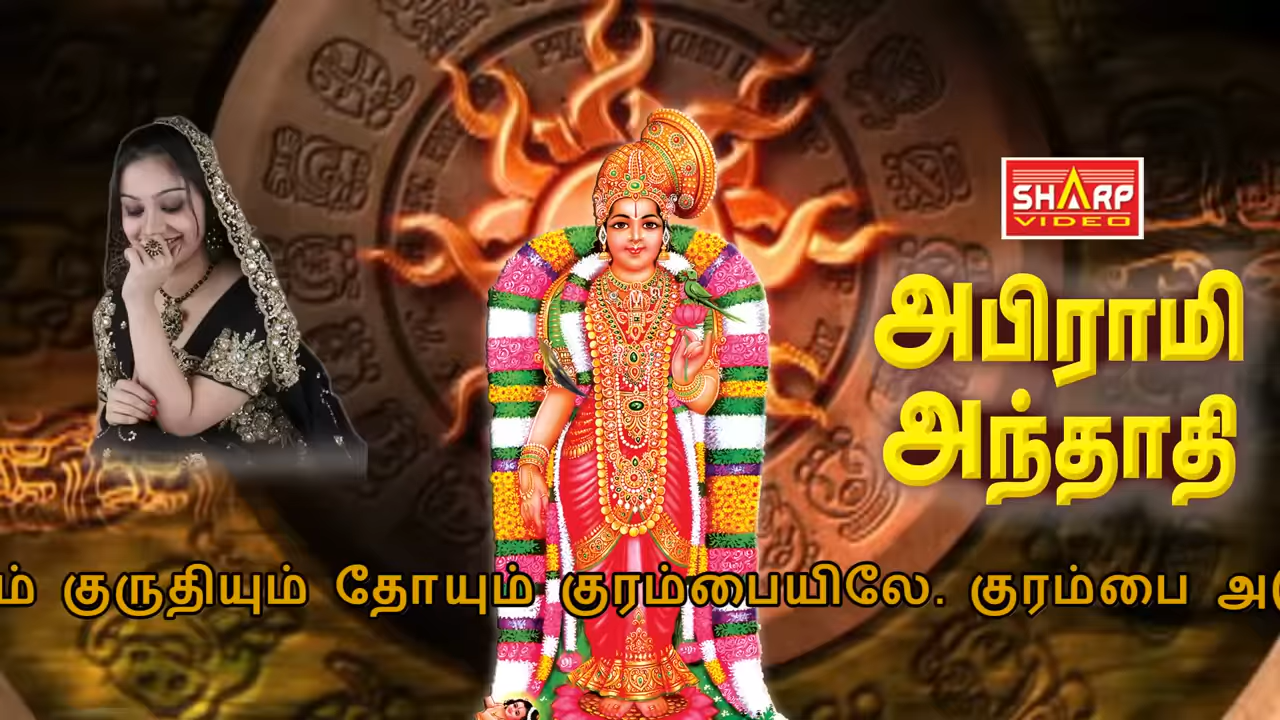 SHARP
VIDEO
அபிராமி
அந்தாதி
குருதியும் தோயும் குரம்பையிலே. குரம்பை